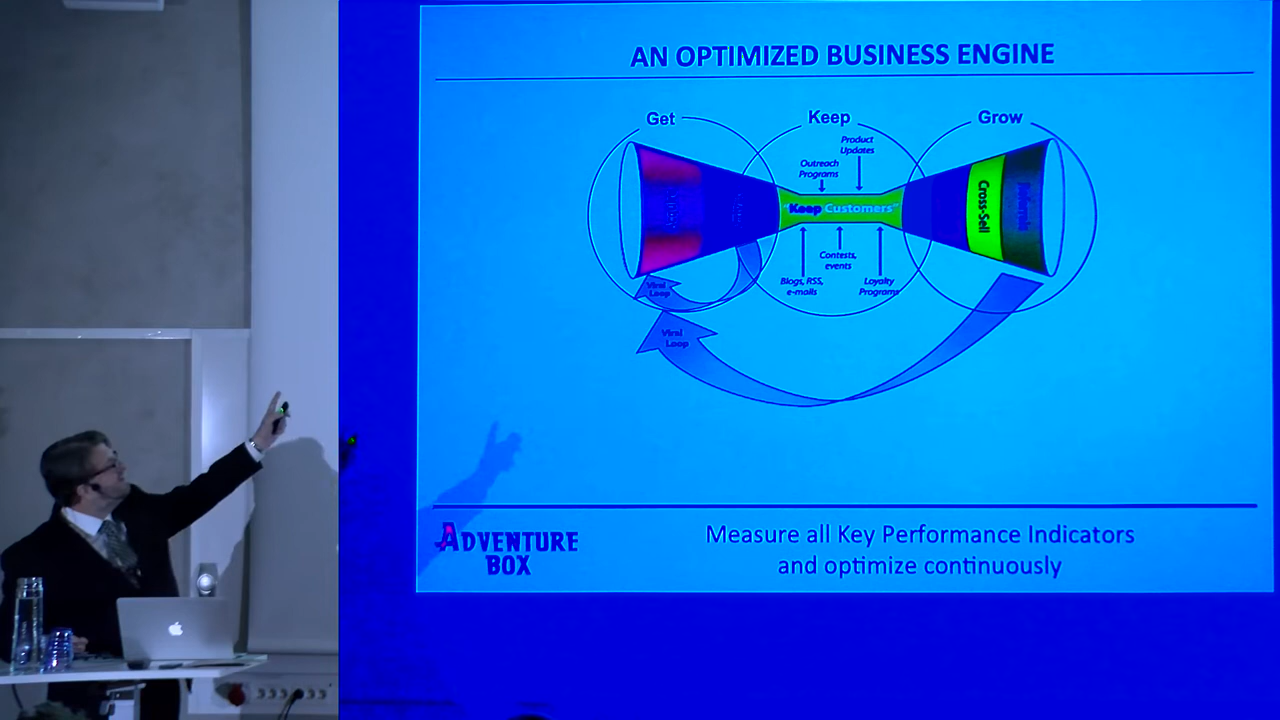 AN OPTIMIZED BUSINESS ENGINE
Get
Keep
Grow
Product
Updates
Outreach
Programs
"Keep Customers"
Cross-Sell
Contests,
events
Blogs, RSS,
e-mails
Loyalty
Programs
Viral
Loop
Viral
Loop
ADVENTURE
BOX
Measure all Key Performance Indicators
and optimize continuously